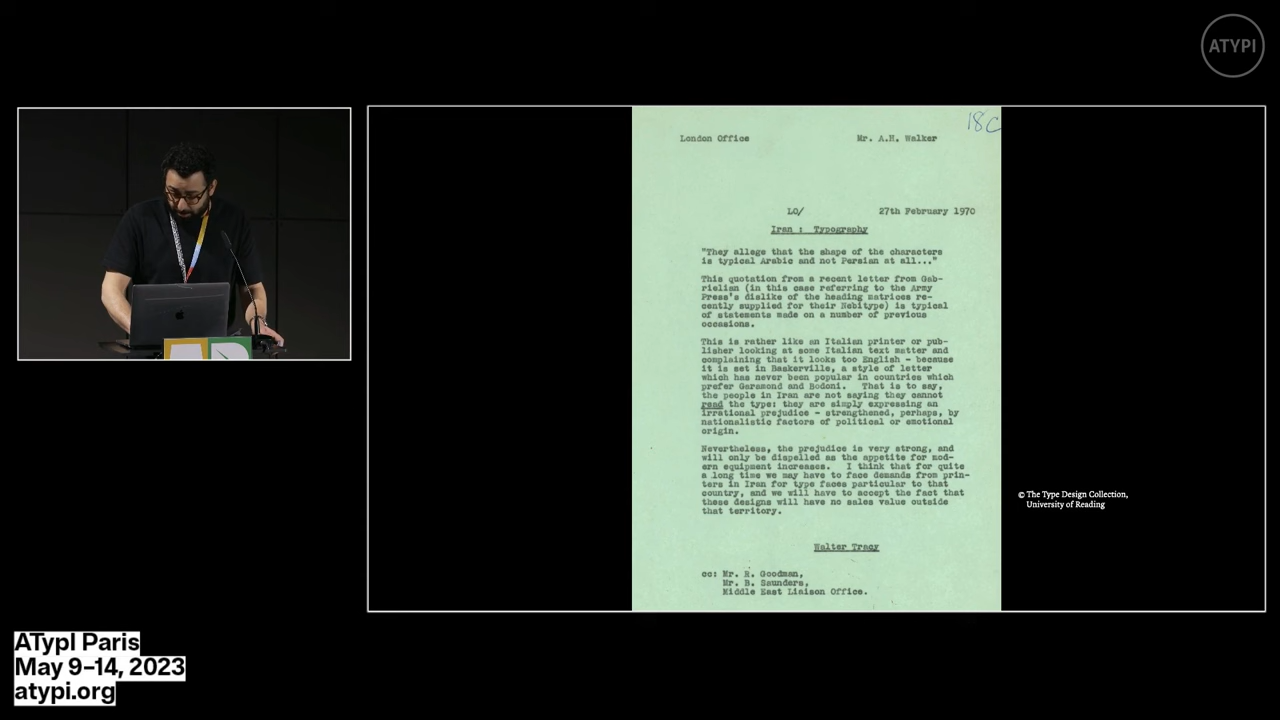 ATYPI
18C
London Office Mr. A.H. Walker
LO/ 27th February 1970
Iran : Typography
"They allege that the shape of the characters
is typical Arabic and not Persian at all..."
This quotation from a recent letter from Gab-
rielian (in this case referring to the Army
Press's dislike of the heading matrices re-
cently supplied for their Nebitype) is typical
of statements made on a number of previous
occasions.
This is rather like an Italian printer or pub-
lisher looking at some Italian text matter and
complaining that it looks too English - because
it is set in Baskerville, a style of letter
which has never been popular in countries which
prefer Garamond and Bodoni. That is to say,
the people in Iran are not saying they cannot
read the type: they are simply expressing an
irrational prejudice - strengthened, perhaps, by
nationalistic factors of political or emotional
origin.
Nevertheless, the prejudice is very strong, and
will only be dispelled as the appetite for mod-
ern equipment increases. I think that for quite
a long time we may have to face demands from prin-
ters in Iran for type faces particular to that
country, and we will have to accept the fact that
these designs will have no sales value outside
that territory.
Walter Tracy
cc: Mr. R. Goodman,
Mr. B. Saunders,
Middle East Liaison Office.
© The Type Design Collection,
University of Reading
ATypI Paris
May 9–14, 2023
atypi.org